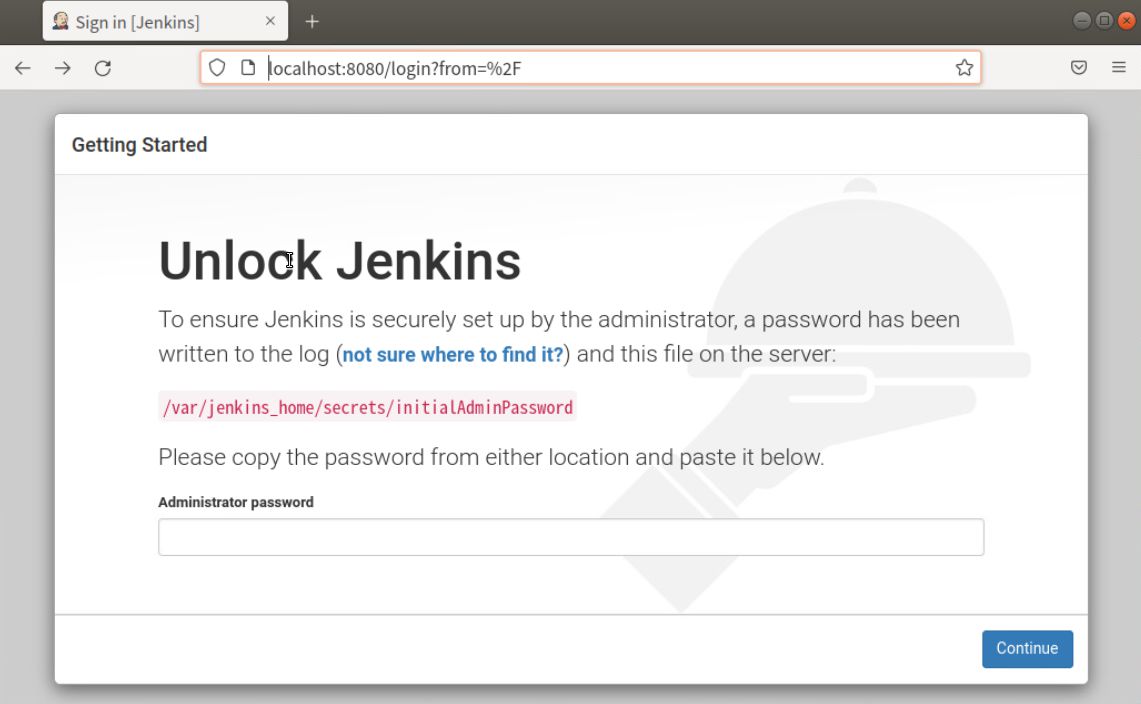 Sign in [Jenkins]
localhost:8080/login?from=%2F
Getting Started
Unlock Jenkins
To ensure Jenkins is securely set up by the administrator, a password has been
written to the log (not sure where to find it?) and this file on the server:
/var/jenkins_home/secrets/initialAdminPassword
Please copy the password from either location and paste it below.
Administrator password
Continue